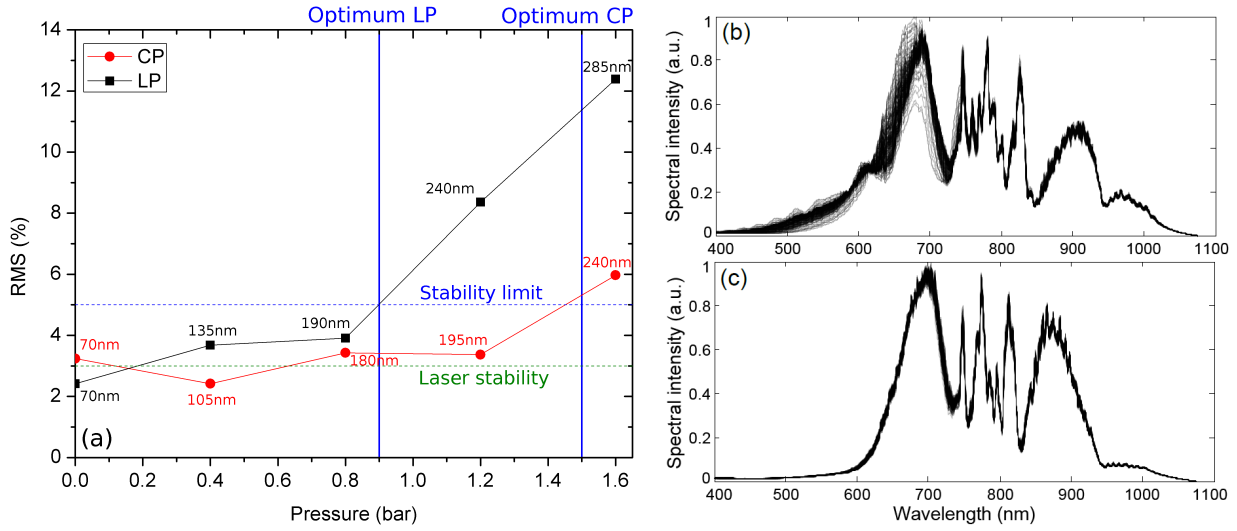 Optimum LP
Optimum CP
14
12
10
8
6
4
2
0
RMS (%)
CP
LP
285nm
240nm
240nm
Stability limit
190nm
135nm
195nm
180nm
70nm
Laser stability
105nm
70nm
(a)
0.0 0.2 0.4 0.6 0.8 1.0 1.2 1.4 1.6
Pressure (bar)
(b)
Spectral intensity (a.u.)
1
0.8
0.6
0.4
0.2
0
400 500 600 700 800 900 1000 1100
(c)
Spectral intensity (a.u.)
1
0.8
0.6
0.4
0.2
0
400 500 600 700 800 900 1000 1100
Wavelength (nm)